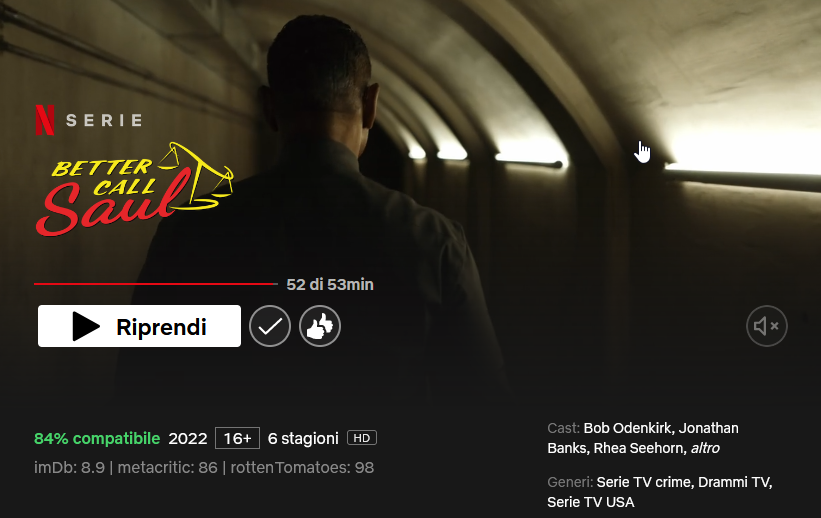 N SERIE
BETTER
CALL
Saul
52 di 53min
Riprendi
84% compatibile 2022 16+ 6 stagioni HD
imDb: 8.9 | metacritic: 86 | rottenTomatoes: 98
Cast: Bob Odenkirk, Jonathan
Banks, Rhea Seehorn, altro
Generi: Serie TV crime, Drammi TV,
Serie TV USA